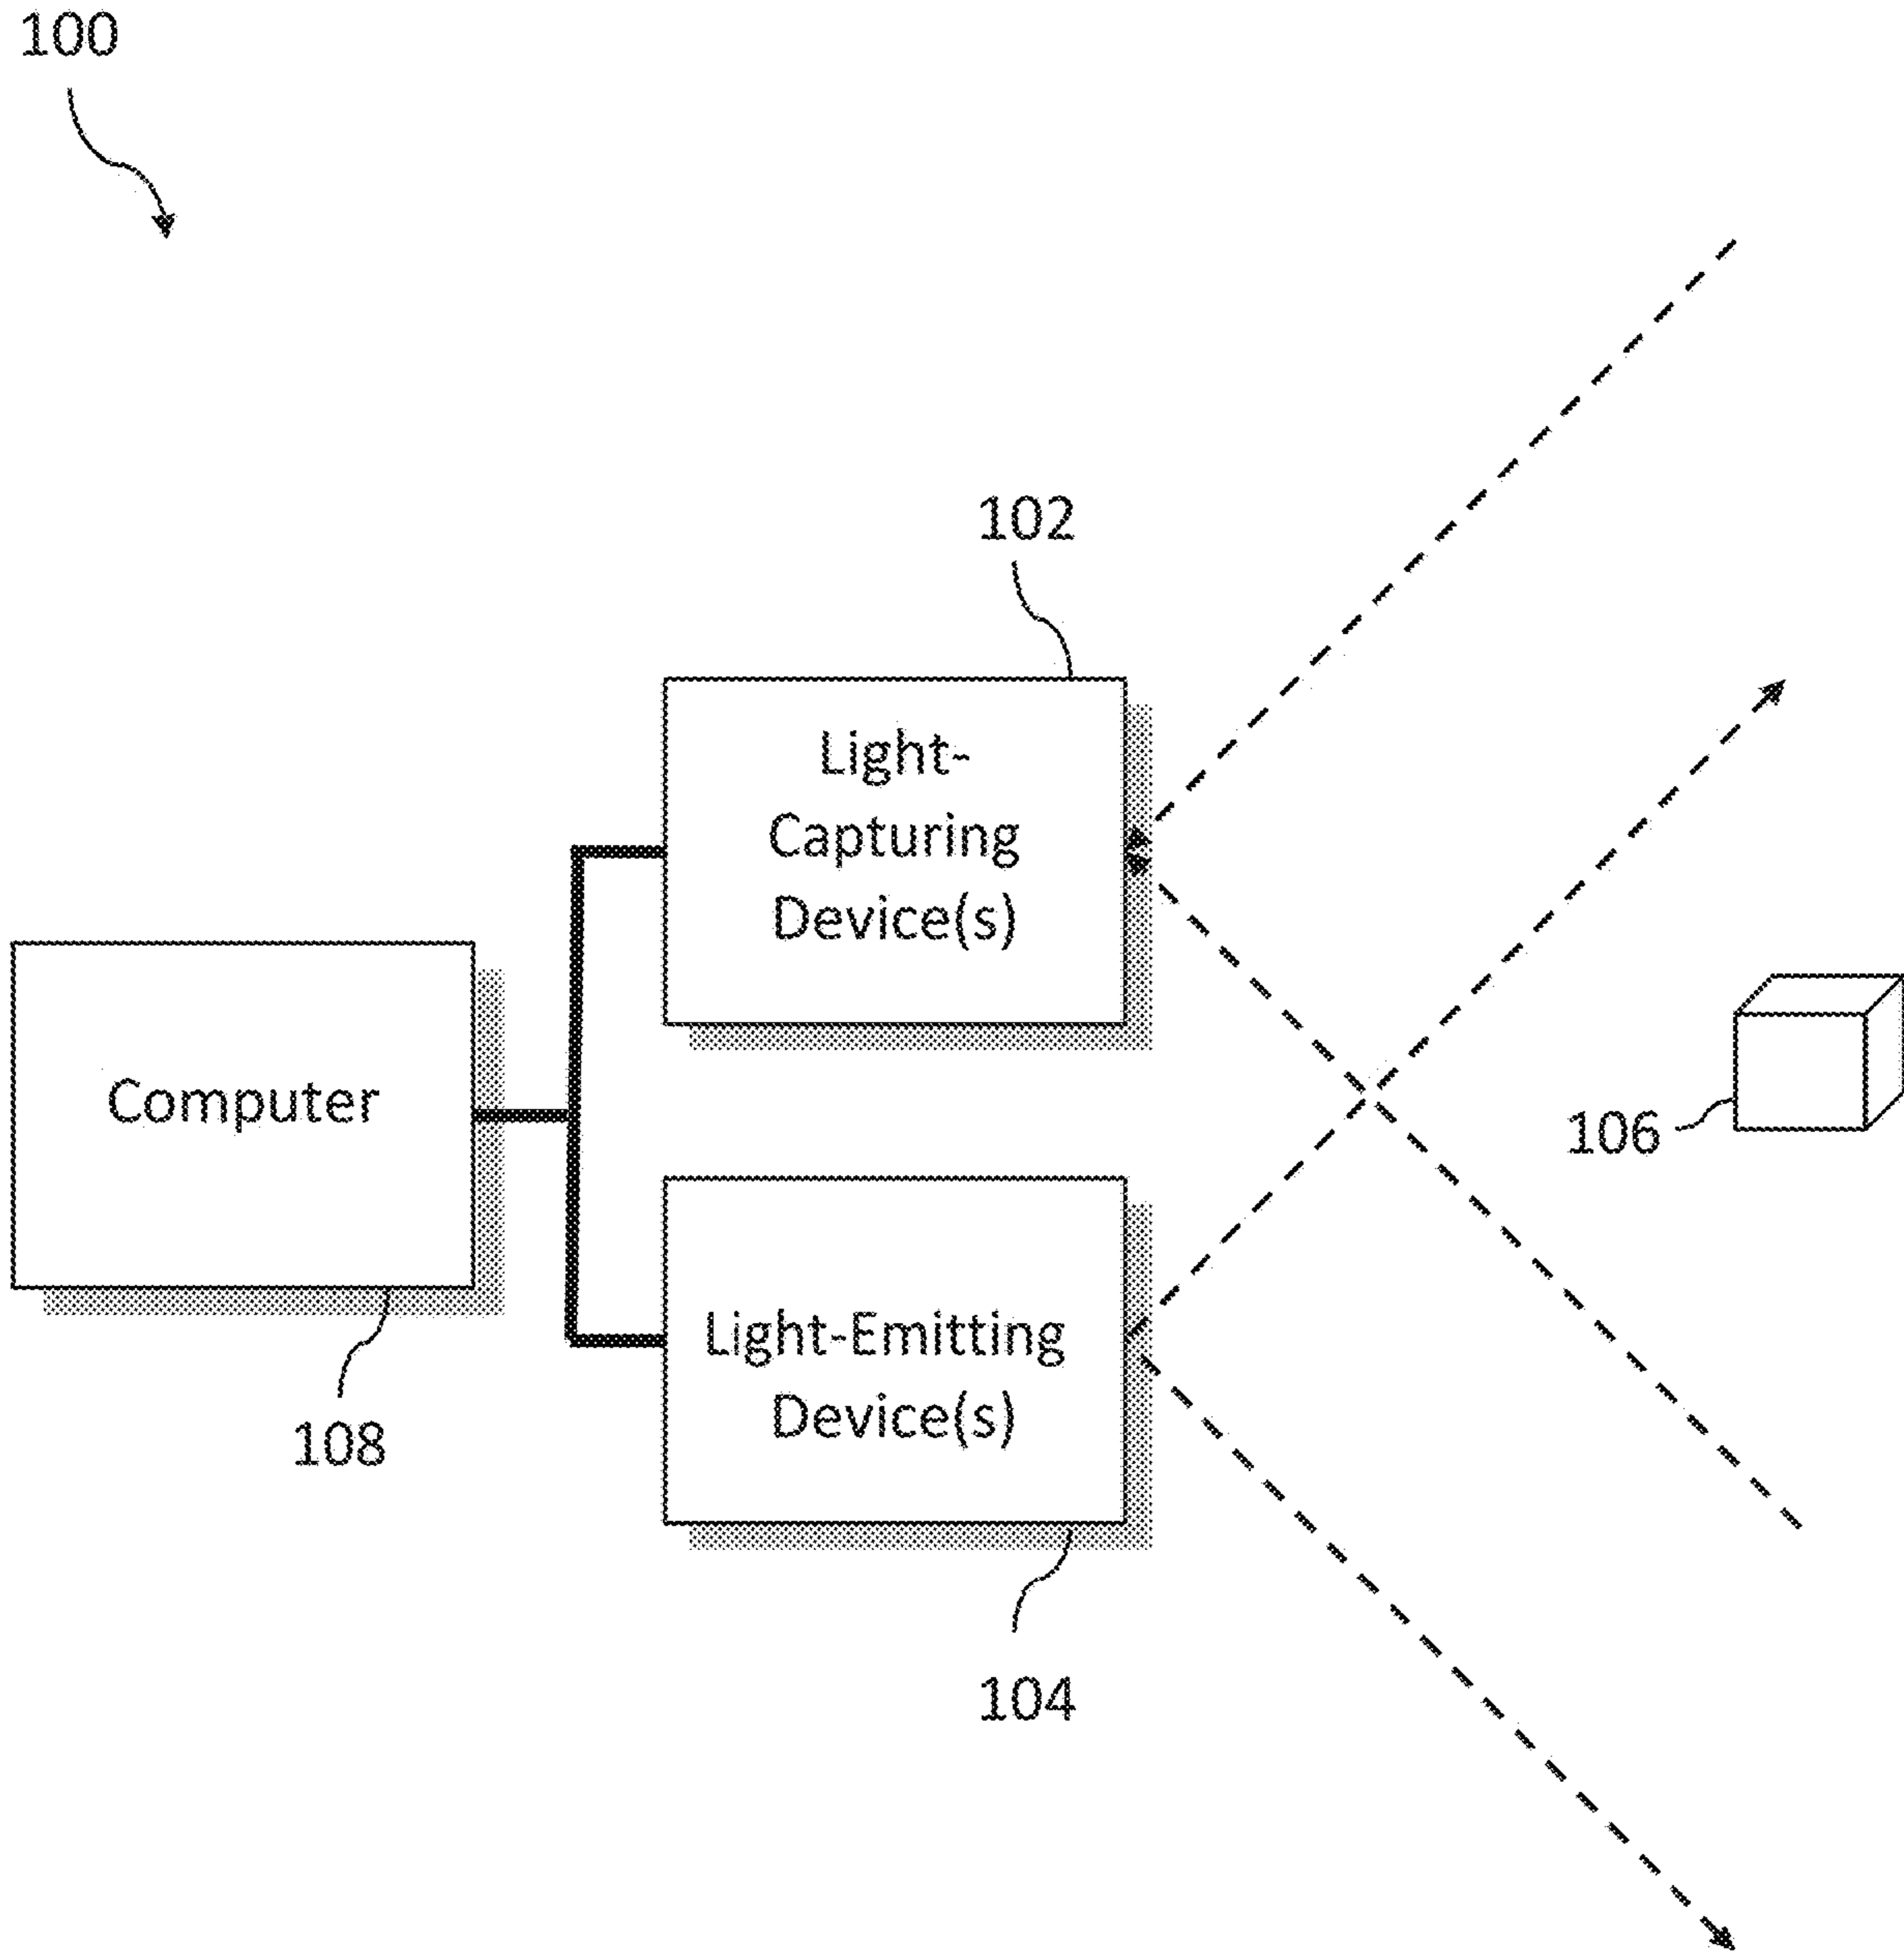 100
102
Light-
Capturing
Device(s)
Computer
106
Light-Emitting
Device(s)
108
104